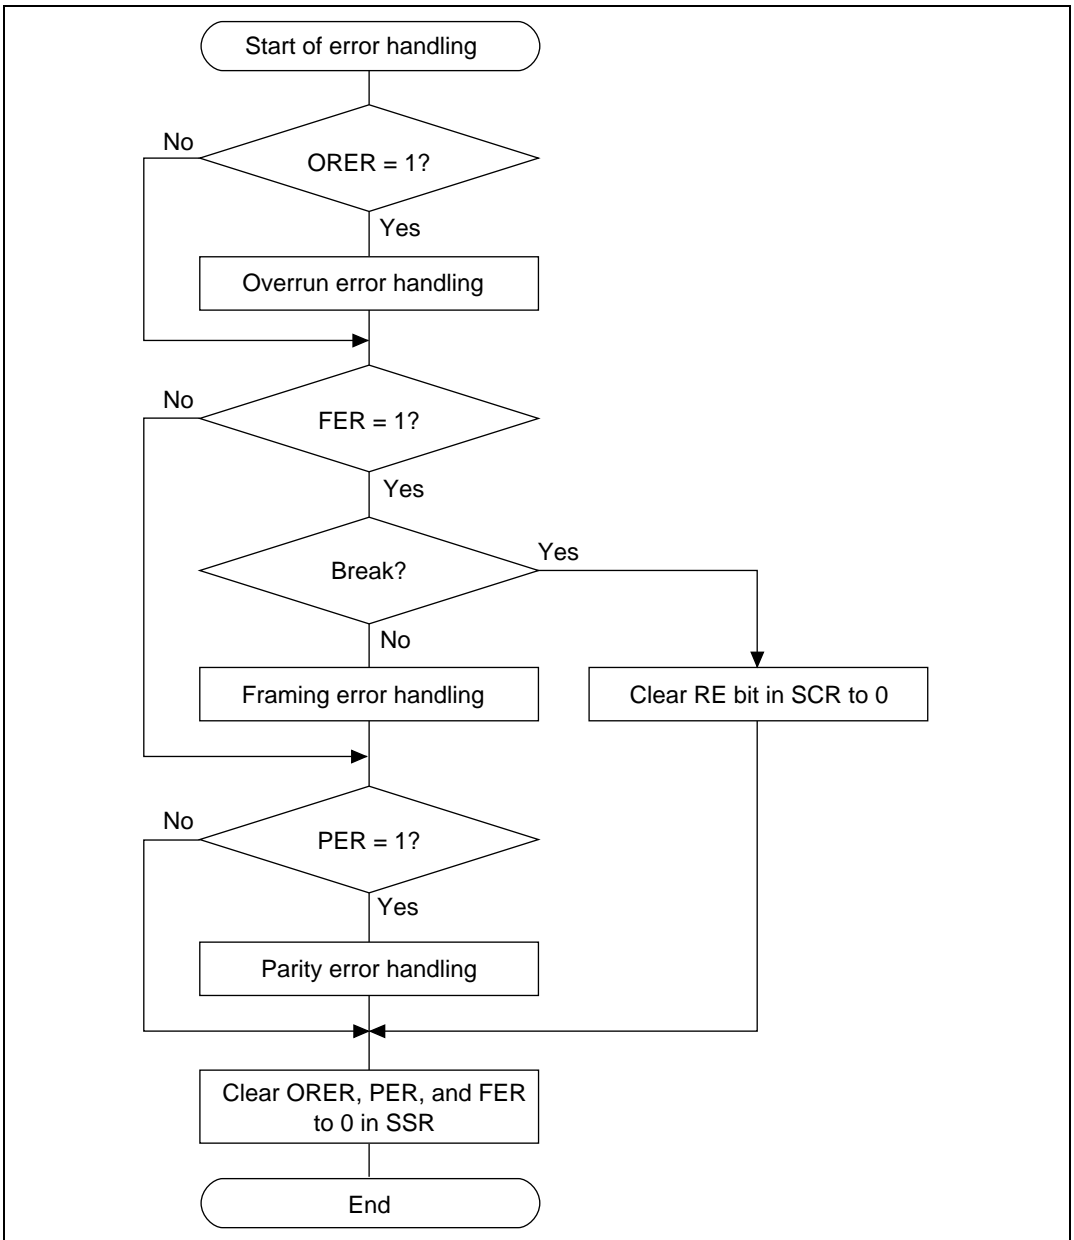 Start of error handling
No
ORER = 1?
Yes
Overrun error handling
No
FER = 1?
Yes
Break?
Yes
No
Framing error handling
Clear RE bit in SCR to 0
No
PER = 1?
Yes
Parity error handling
Clear ORER, PER, and FER
to 0 in SSR
End